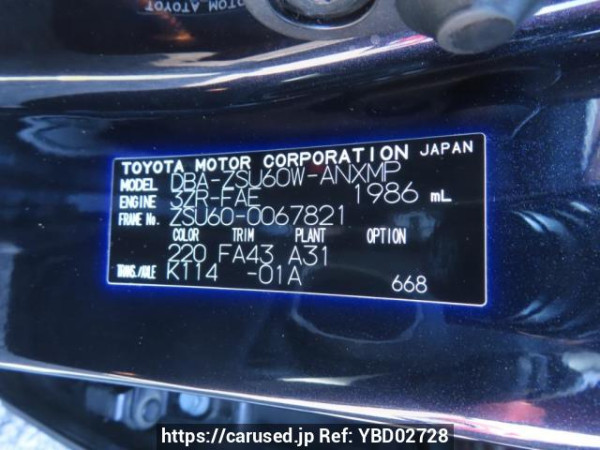 TOYOTA MOTOR CORPORATION JAPAN
MODEL DBA-ZSU60W-ANXMP
ENGINE 3ZR-FAE 1986 mL
FRAME No. ZSU60-0067821
COLOR TRIM PLANT OPTION
220 FA43 A31
TRANS./AXLE K114 -01A 668
https://carused.jp Ref: YBD02728